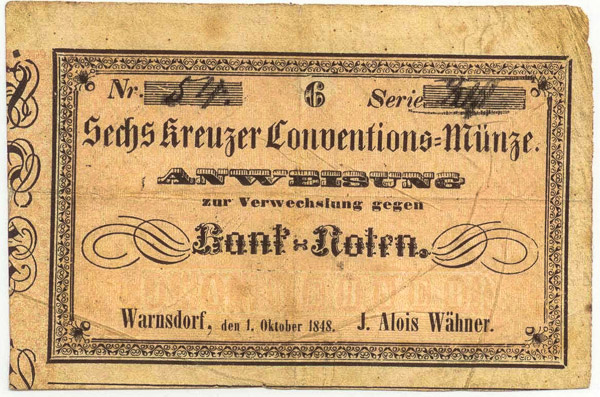 Nr. 54. 6 Serie
Sechs Kreuzer Conventions=Münze.
ANWEISUNG
zur Verwechslung gegen
Bank=Noten.
Warnsdorf, den 1. Oktober 1848. J. Alois Wähner.